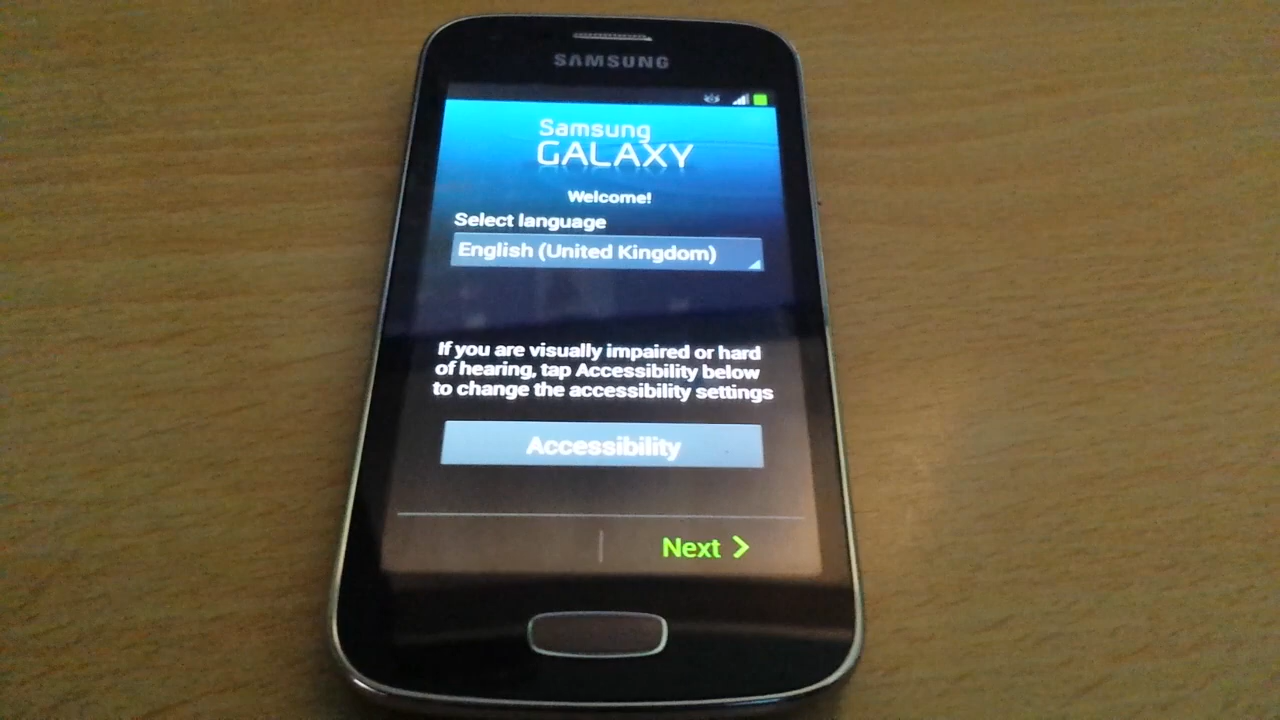 SAMSUNG
Samsung
GALAXY
Welcome!
Select language
English (United Kingdom)
If you are visually impaired or hard
of hearing, tap Accessibility below
to change the accessibility settings
Accessibility
Next